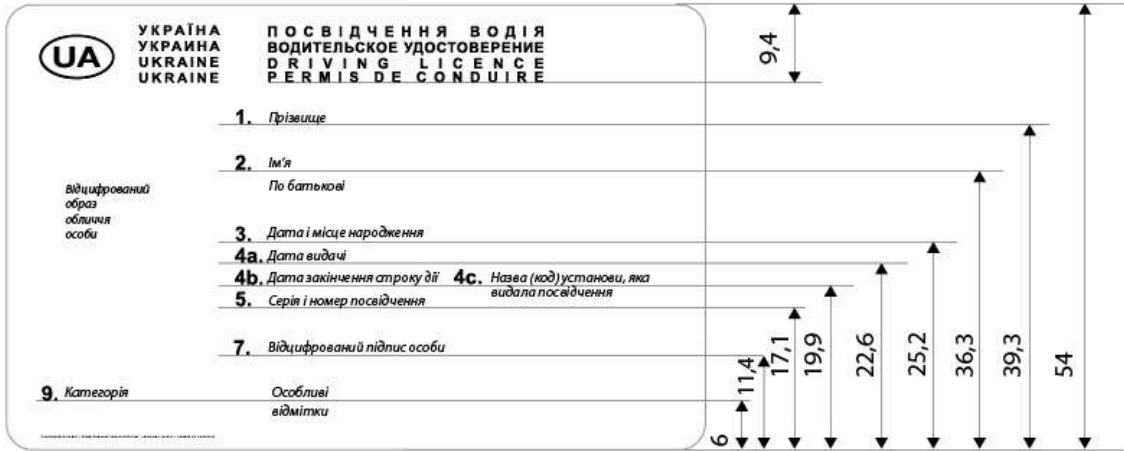 УКРАЇНА
УКРАИНА
UKRAINE
UKRAINE
UA
ПОСВІДЧЕННЯ ВОДІЯ
ВОДИТЕЛЬСКОЕ УДОСТОВЕРЕНИЕ
DRIVING LICENCE
PERMIS DE CONDUIRE
9,4
1. Прізвище
2. Ім'я
По батькові
Відцифрований
образ
обличчя
особи
3. Дата і місце народження
4a. Дата видачі
4b. Дата закінчення строку дії 4c. Назва (код) установи, яка
видала посвідчення
5. Серія і номер посвідчення
7. Відцифрований підпис особи
9. Категорія Особливі
відмітки
6
11,4
17,1
19,9
22,6
25,2
36,3
39,3
54